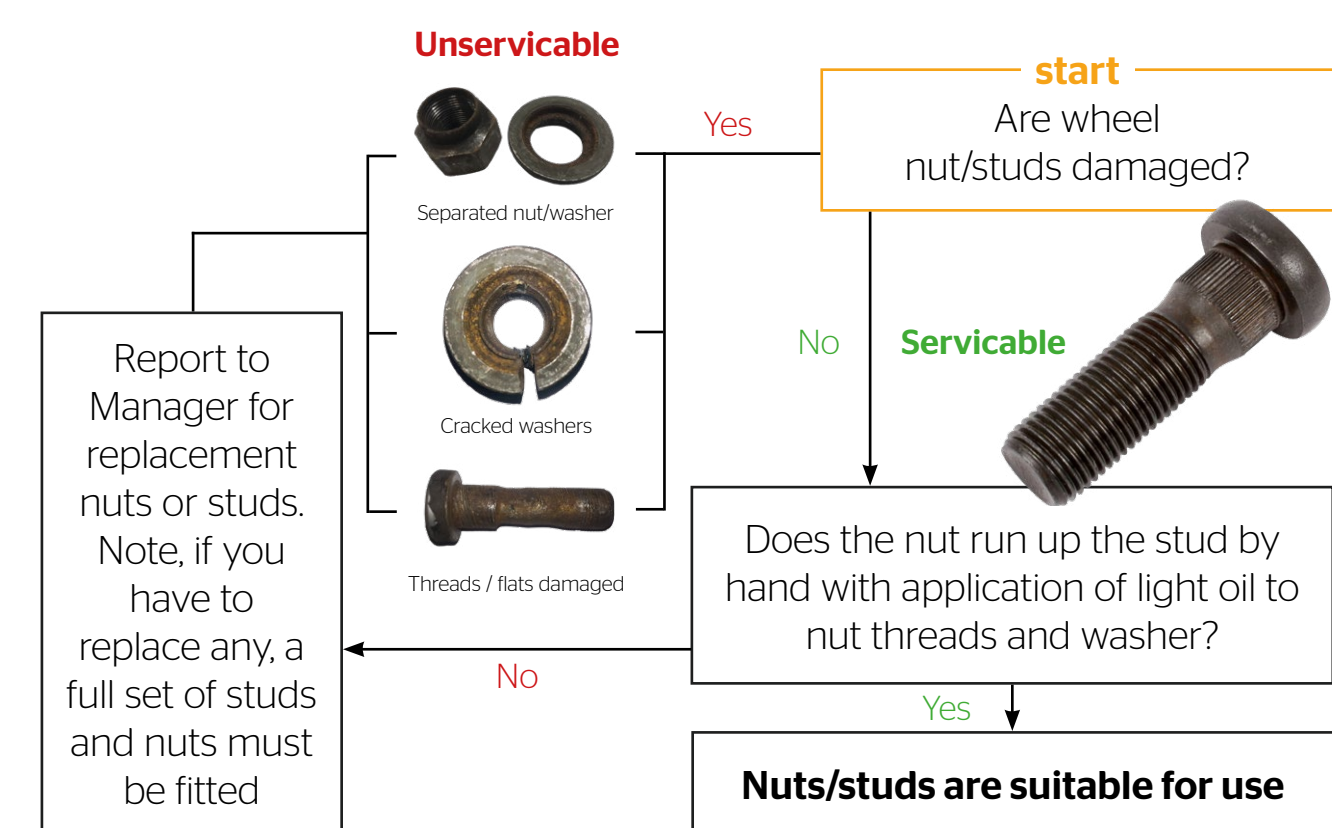 Unservicable
start
Are wheel
nut/studs damaged?
Yes
Separated nut/washer
Cracked washers
Threads / flats damaged
No
Servicable
Does the nut run up the stud by
hand with application of light oil to
nut threads and washer?
No
Report to
Manager for
replacement
nuts or studs.
Note, if you
have to
replace any, a
full set of studs
and nuts must
be fitted
Yes
Nuts/studs are suitable for use